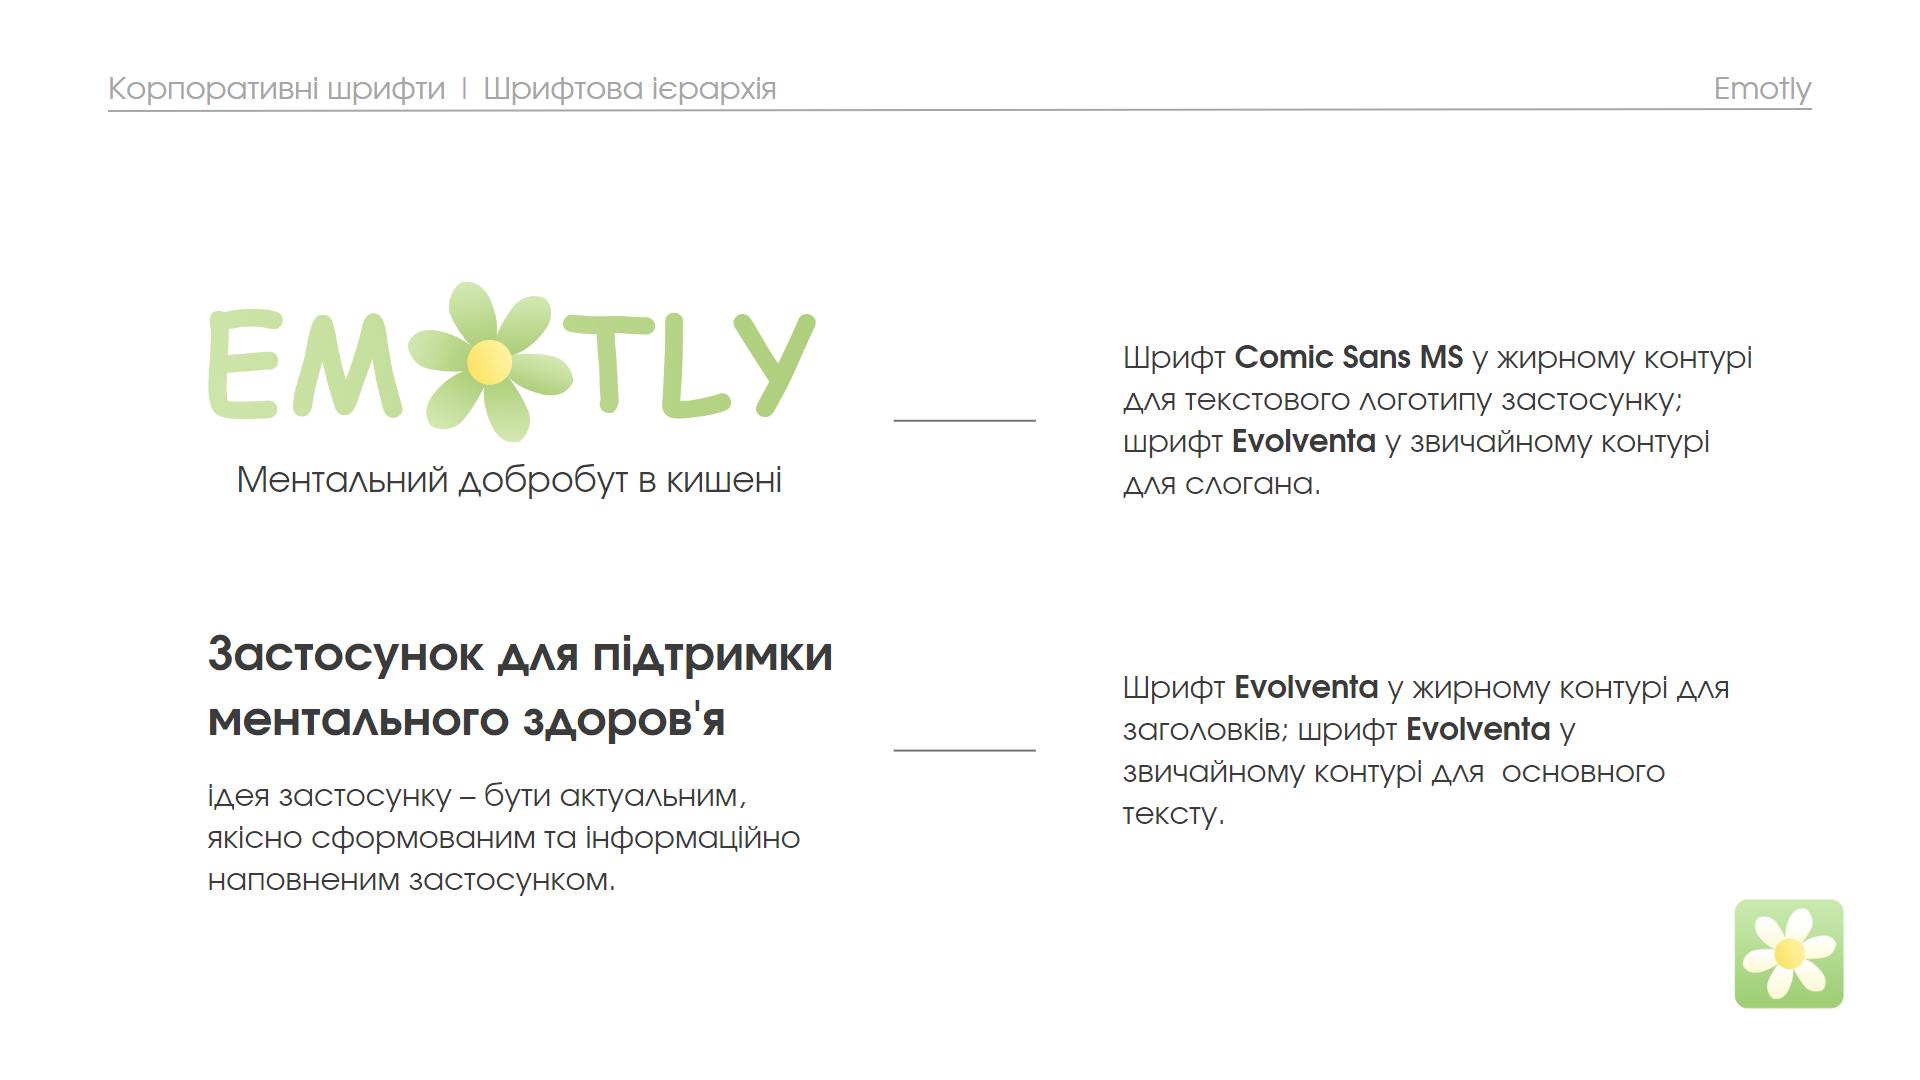 Корпоративні шрифти | Шрифтова ієрархія
Emotly
EMOTLY
Ментальний добробут в кишені
Шрифт Comic Sans MS у жирному контурі
для текстового логотипу застосунку;
шрифт Evolventa у звичайному контурі
для слогана.
Застосунок для підтримки
ментального здоров'я
ідея застосунку – бути актуальним,
якісно сформованим та інформаційно
наповненим застосунком.
Шрифт Evolventa у жирному контурі для
заголовків; шрифт Evolventa у
звичайному контурі для  основного
тексту.